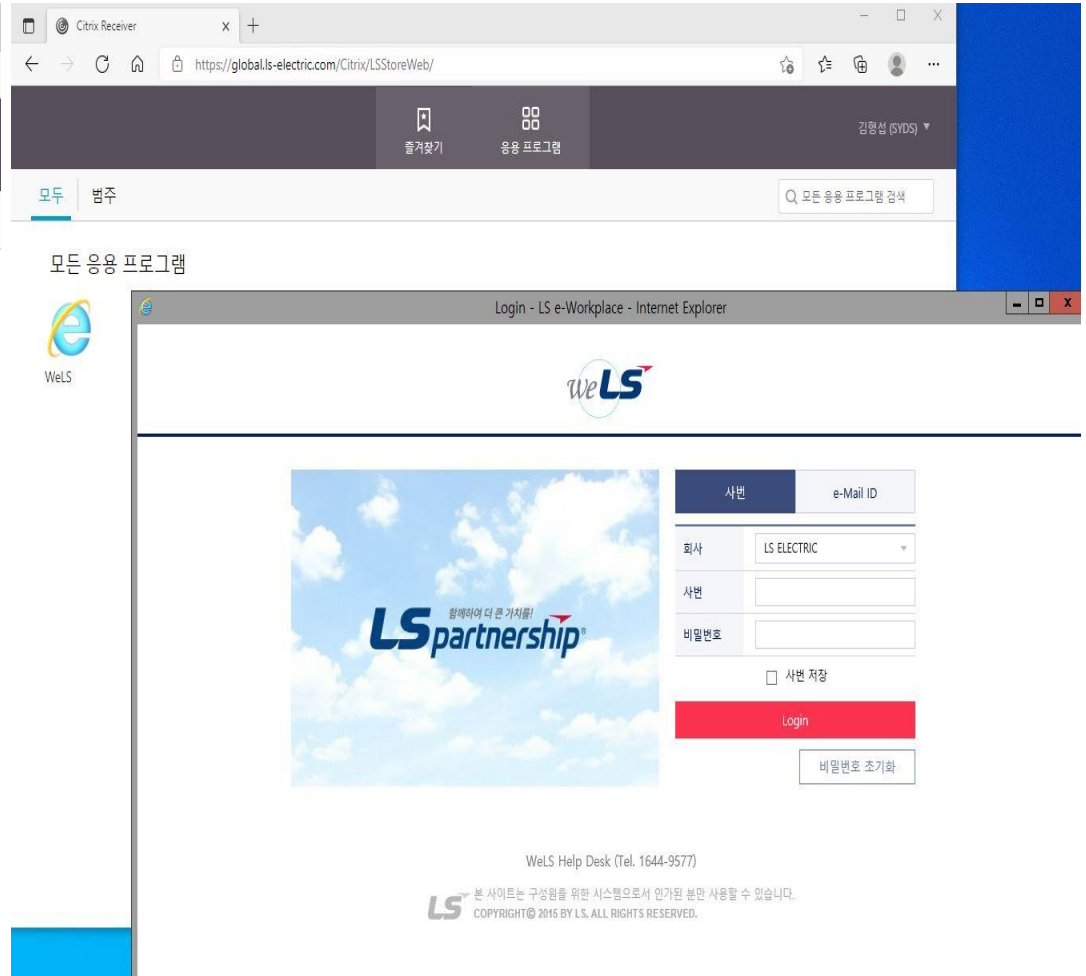 Citrix Receiver
https://global.ls-electric.com/Citrix/LSStoreWeb/
즐겨찾기
응용 프로그램
김형섭 (SYDS)
모두
범주
모든 응용 프로그램 검색
모든 응용 프로그램
WeLS
Login - LS e-Workplace - Internet Explorer
weLS
사번
e-Mail ID
회사
LS ELECTRIC
사번
비밀번호
사번 저장
Login
비밀번호 초기화
함께하여 더 큰 가치를!
LSpartnership®
WeLS Help Desk (Tel. 1644-9577)
LS
본 사이트는 구성원을 위한 시스템으로서 인가된 분만 사용할 수 있습니다.
COPYRIGHT© 2015 BY LS. ALL RIGHTS RESERVED.